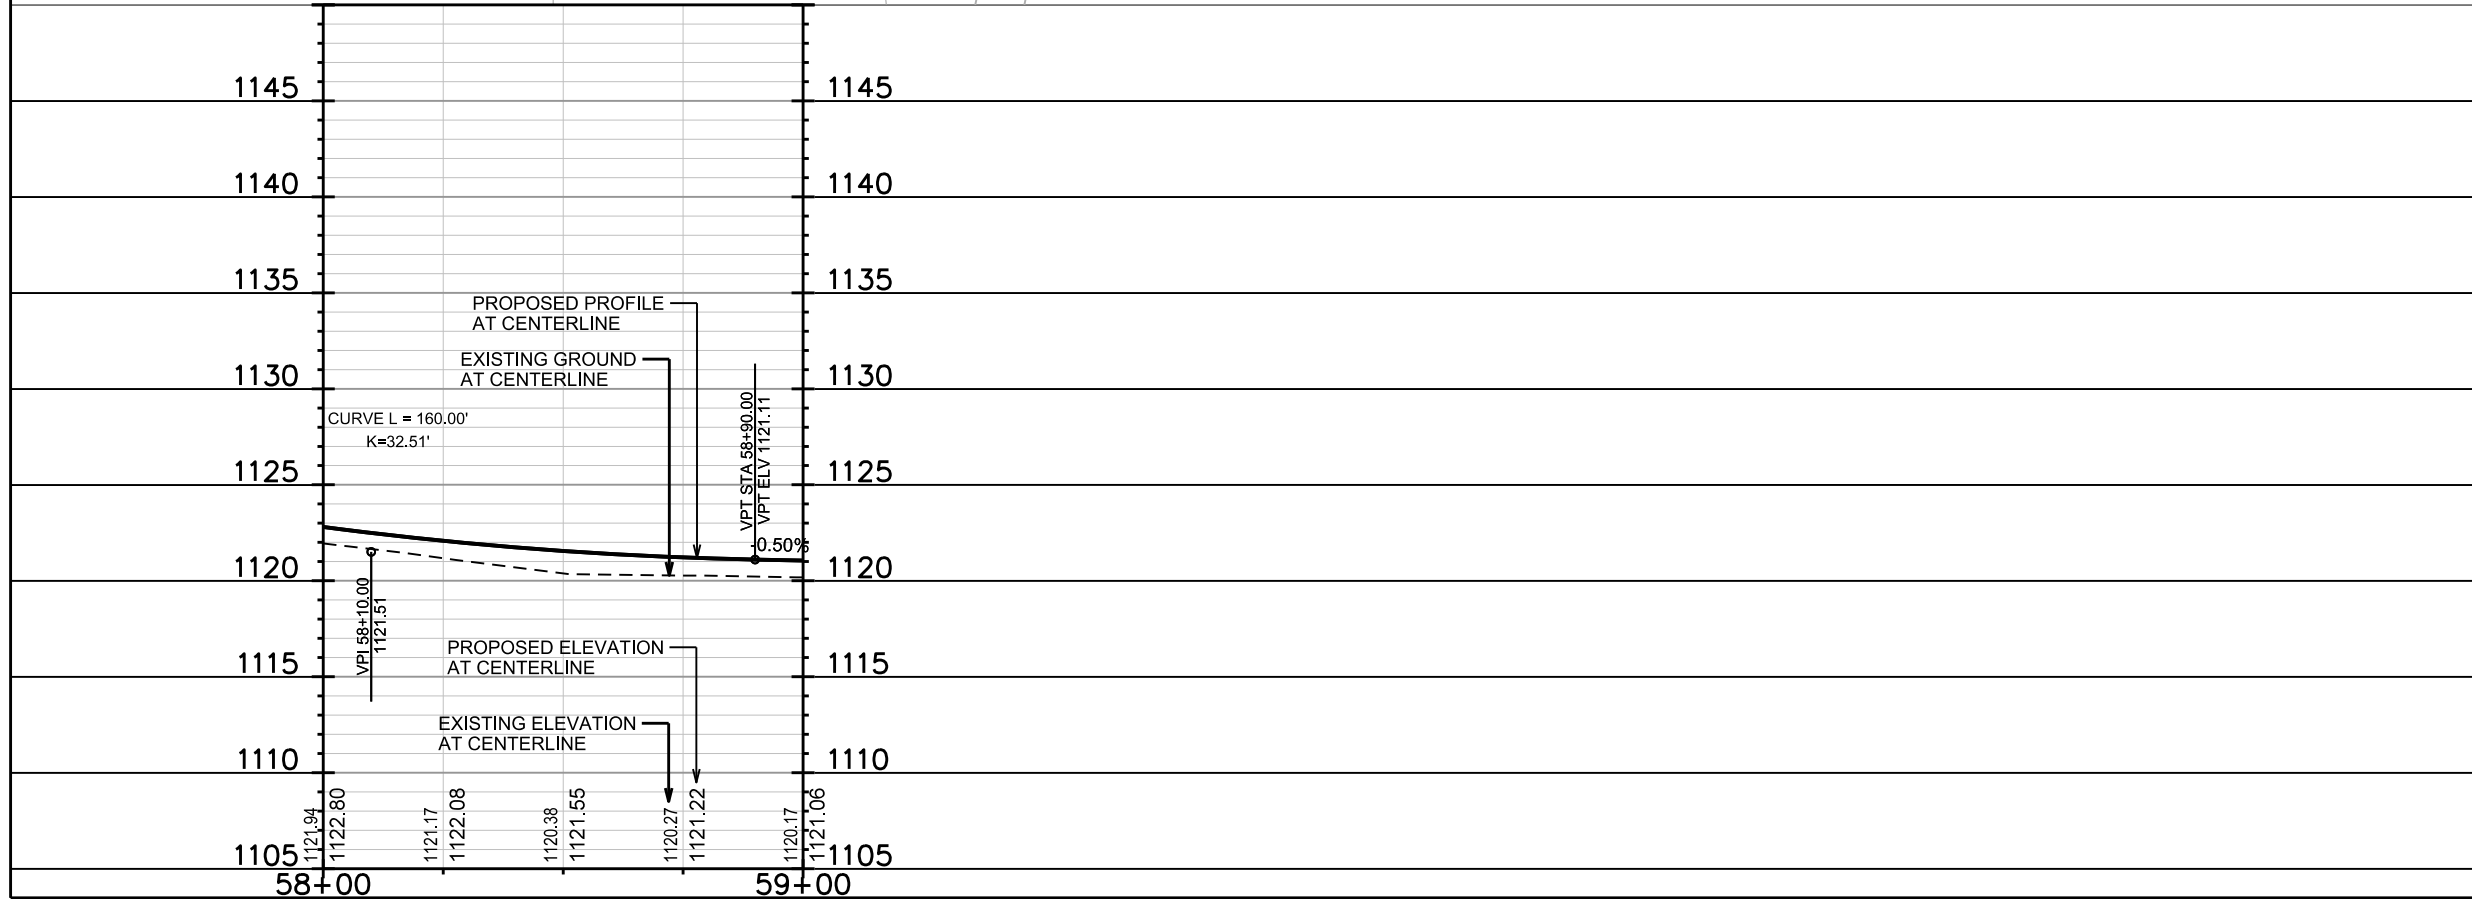 1145
1145
1140
1140
1135
1135
PROPOSED PROFILE
AT CENTERLINE
EXISTING GROUND
AT CENTERLINE
1130
1130
CURVE L = 160.00'
K=32.51'
VPT STA 58+90.00
VPT ELV 1121.11
1125
1125
-0.50%
1120
1120
VPI 58+10.00
1121.51
PROPOSED ELEVATION
AT CENTERLINE
1115
1115
EXISTING ELEVATION
AT CENTERLINE
1110
1110
1121.94
1122.80
1121.17
1122.08
1120.38
1121.55
1120.27
1121.22
1120.17
1121.06
1105
1105
58+00
59+00